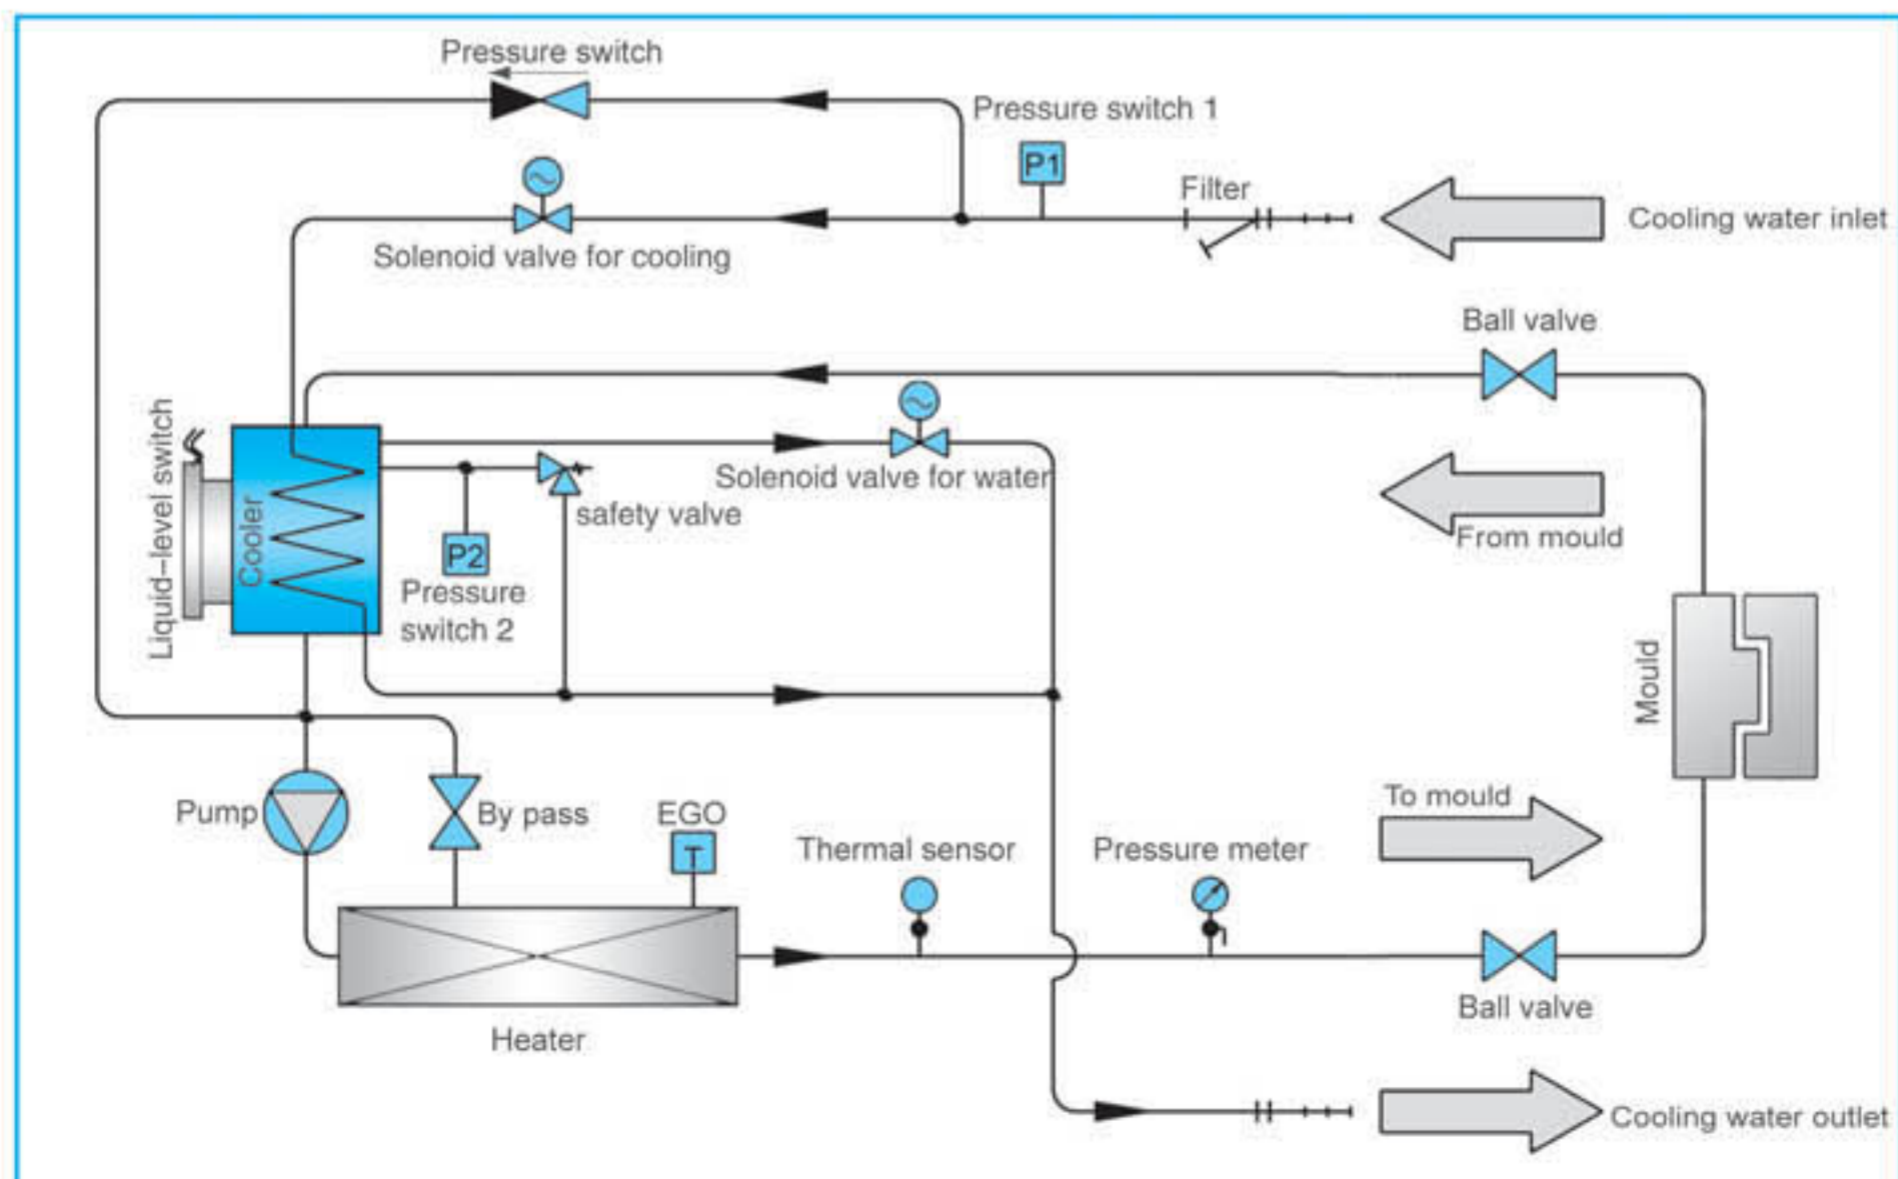 Pressure switch
Pressure switch 1
P1
Filter
Cooling water inlet
Solenoid valve for cooling
Ball valve
Liquid-level switch
Cooler
Solenoid valve for water
safety valve
P2
Pressure
switch 2
From mould
Mould
To mould
Pump
By pass
EGO
T
Thermal sensor
Pressure meter
Heater
Ball valve
Cooling water outlet